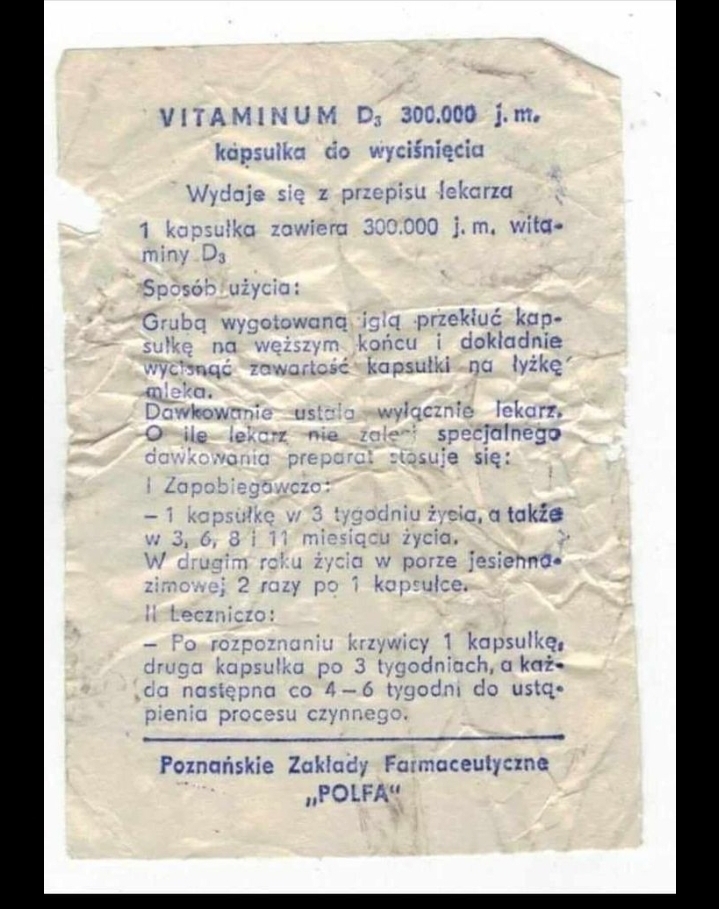 VITAMINUM D₃ 300.000 j.m.
kapsułka do wyciśnięcia
Wydaje się z przepisu lekarza
1 kapsułka zawiera 300.000 j.m. wita-
miny D₃
Sposób użycia:
Grubą wygotowaną igłą przekłuć kap-
sułkę na węższym końcu i dokładnie
wycisnąć zawartość kapsułki na łyżkę
mleka.
Dawkowanie ustala wyłącznie lekarz.
O ile lekarz nie zaleci specjalnego
dawkowania preparat stosuje się:
I Zapobiegawczo:
– 1 kapsułkę w 3 tygodniu życia, a także
w 3, 6, 8 i 11 miesiącu życia.
W drugim roku życia w porze jesienno-
zimowej 2 razy po 1 kapsułce.
II Leczniczo:
– Po rozpoznaniu krzywicy 1 kapsułkę,
druga kapsułka po 3 tygodniach, a każ-
da następna co 4–6 tygodni do ustą-
pienia procesu czynnego.
Poznańskie Zakłady Farmaceutyczne
„POLFA"